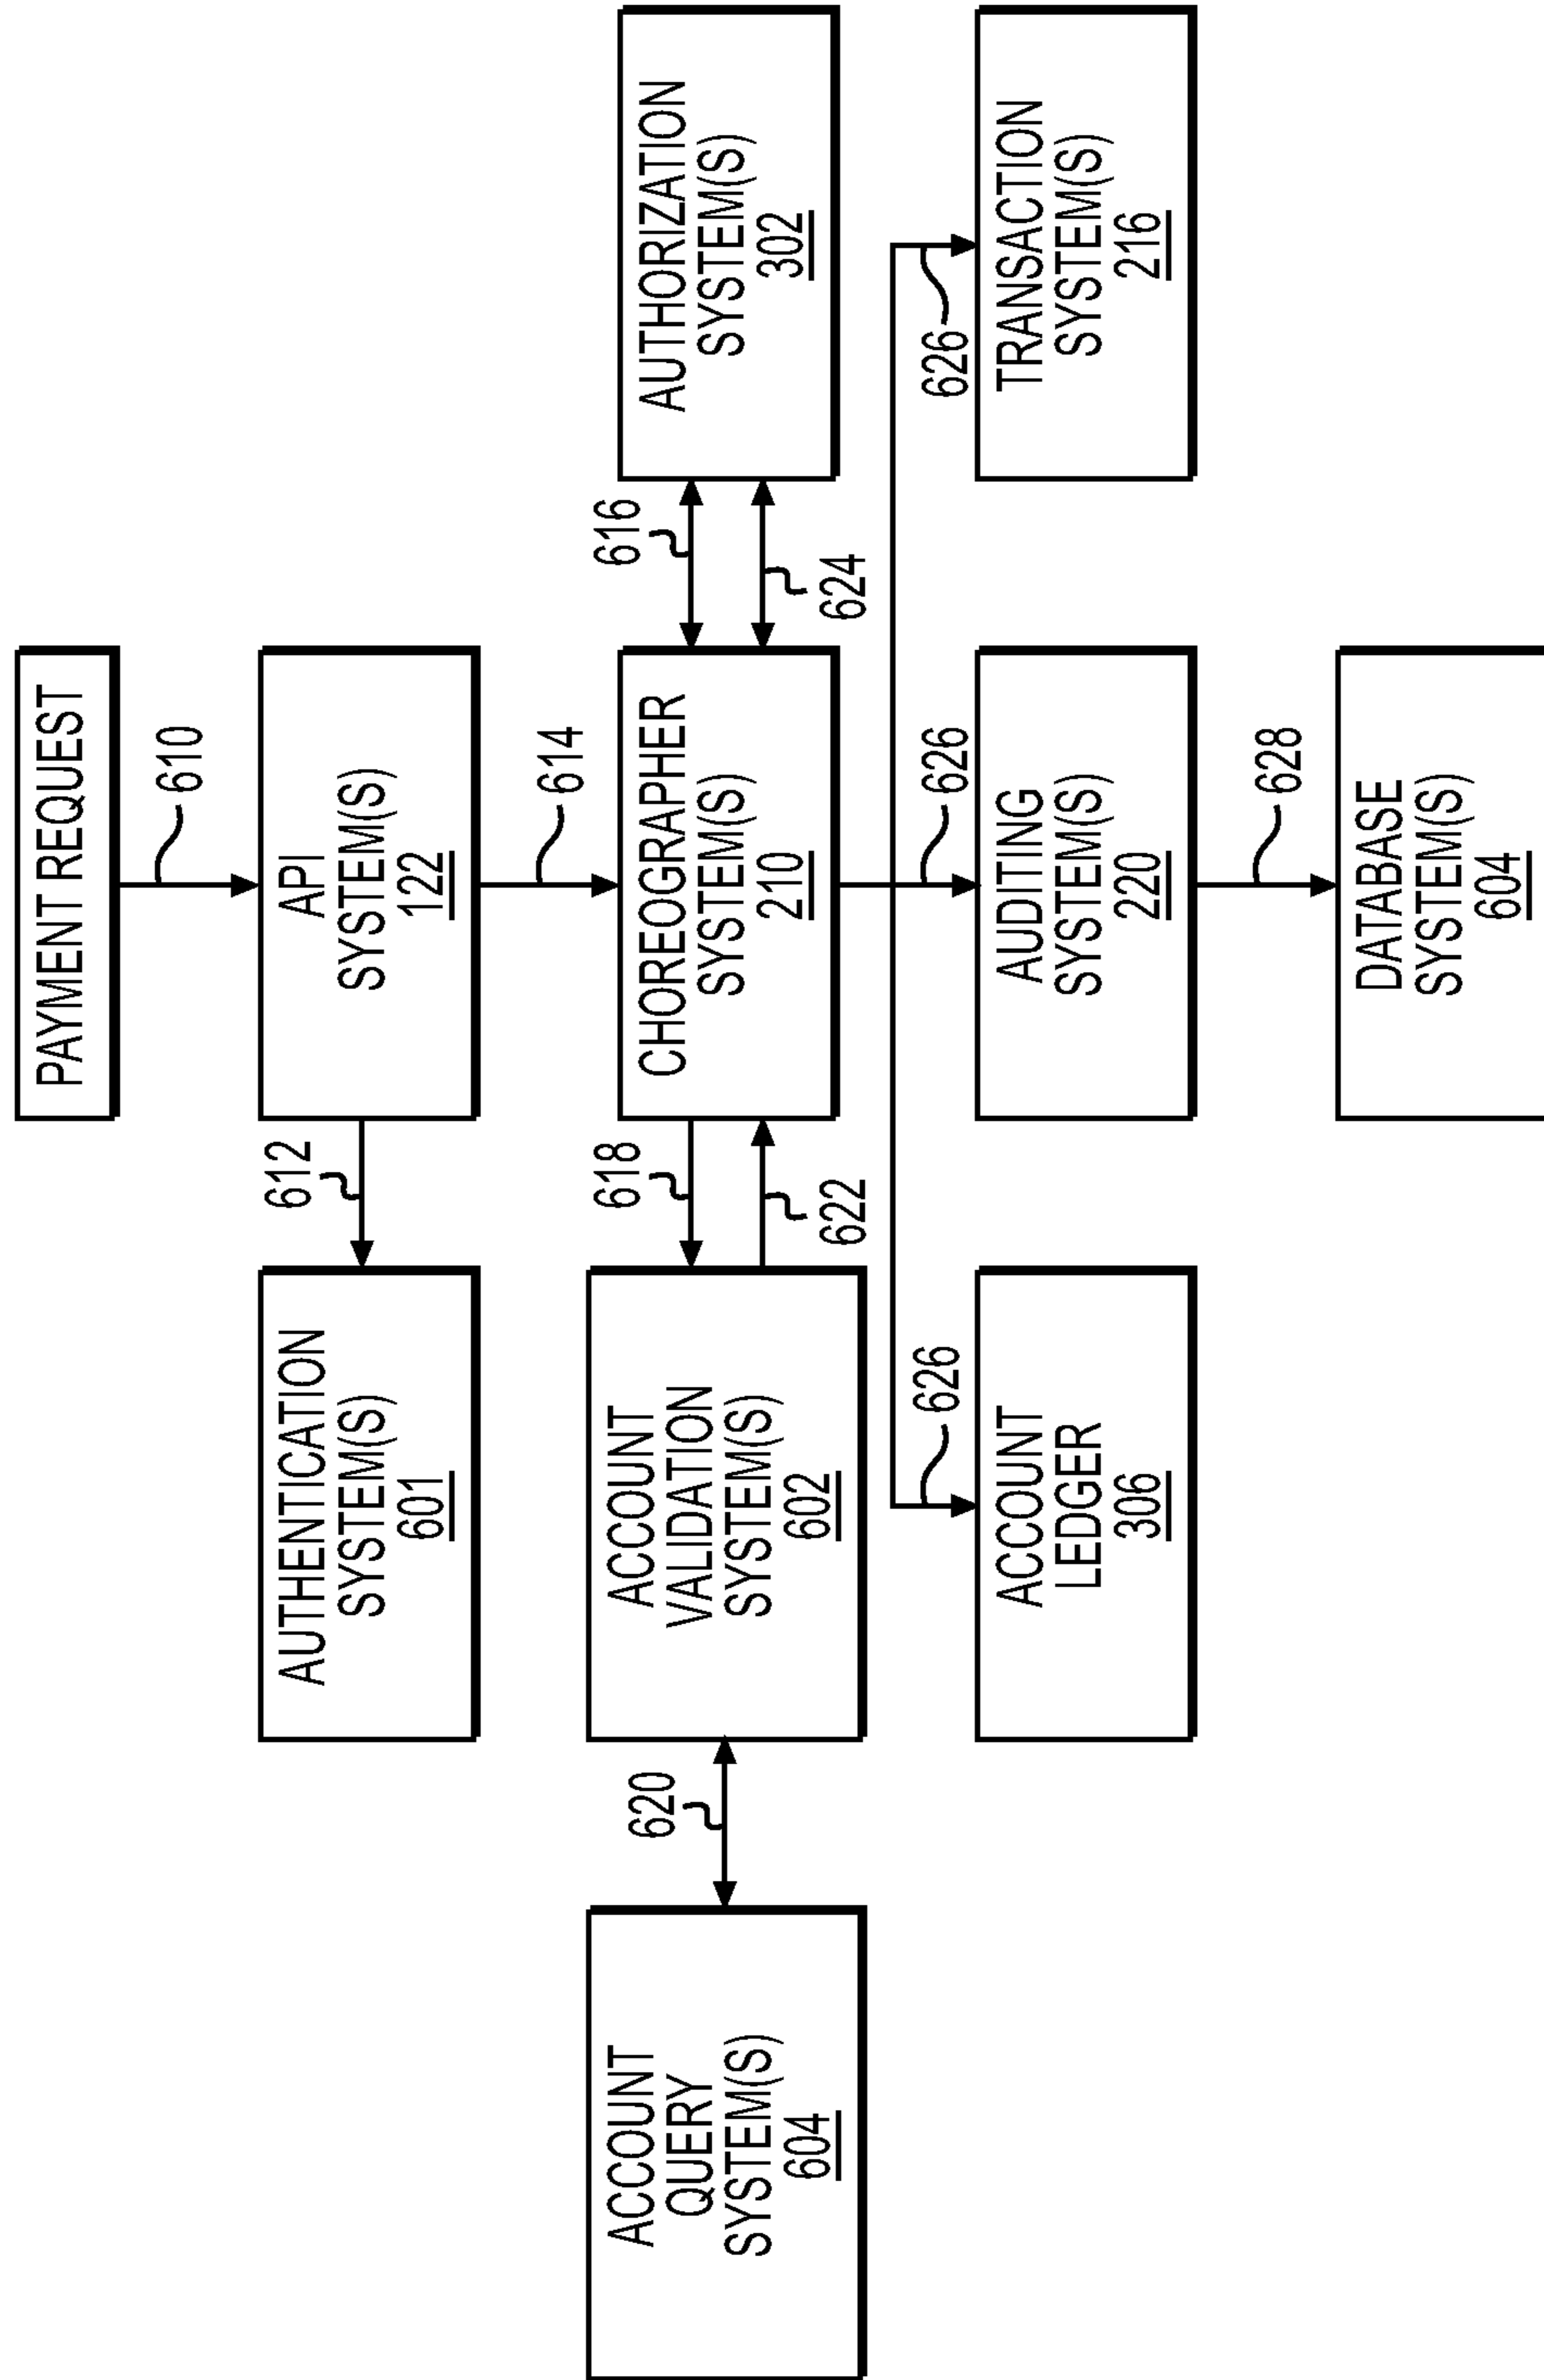 PAYMENT REQUEST
610
AUTHENTICATION
SYSTEM(S)
601
612
API
SYSTEM(S)
122
614
ACCOUNT
QUERY
SYSTEM(S)
604
620
ACCOUNT
VALIDATION
SYSTEM(S)
602
618
622
CHOREOGRAPHER
SYSTEM(S)
210
616
624
AUTHORIZATION
SYSTEM(S)
302
626
626
626
ACCOUNT
LEDGER
306
AUDITING
SYSTEM(S)
220
TRANSACTION
SYSTEM(S)
216
628
DATABASE
SYSTEM(S)
604